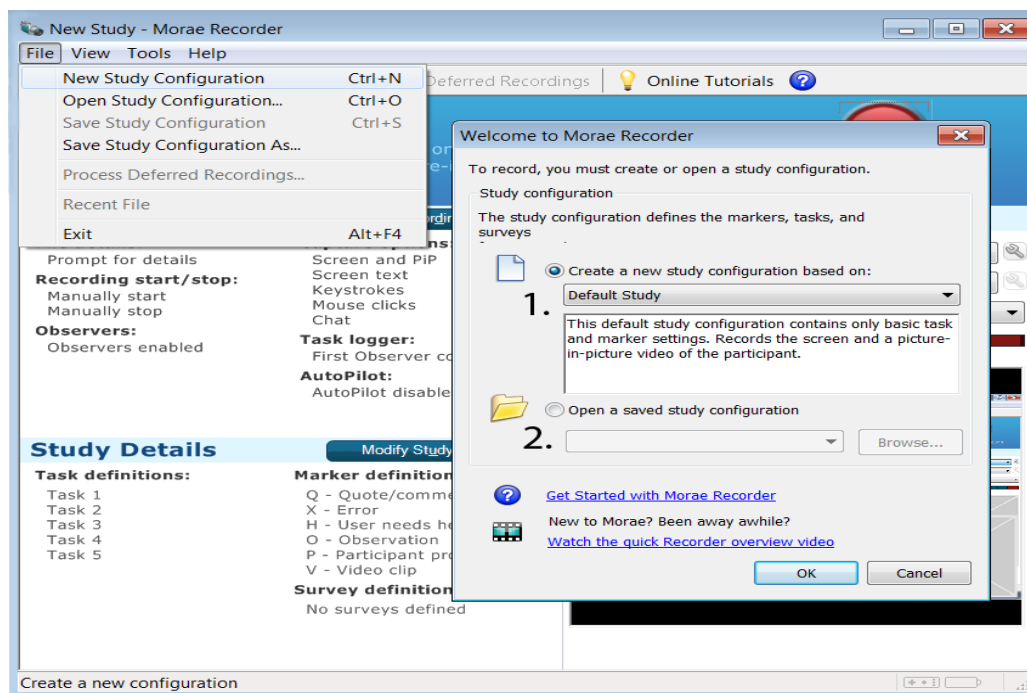 New Study - Morae Recorder
File View Tools Help
New Study Configuration Ctrl+N
Open Study Configuration... Ctrl+O
Save Study Configuration Ctrl+S
Save Study Configuration As...
Process Deferred Recordings...
Recent File
Exit Alt+F4
Deferred Recordings
Online Tutorials
Prompt for details
Recording start/stop:
Manually start
Manually stop
Observers:
Observers enabled
Screen and PiP
Screen text
Keystrokes
Mouse clicks
Chat
Task logger:
First Observer
AutoPilot:
AutoPilot disable
Study Details
Modify Study
Task definitions:
Task 1
Task 2
Task 3
Task 4
Task 5
Marker definition
Q - Quote/comme
X - Error
H - User needs he
O - Observation
P - Participant pro
V - Video clip
Survey definition
No surveys defined
Welcome to Morae Recorder
To record, you must create or open a study configuration.
Study configuration
The study configuration defines the markers, tasks, and
surveys
1.
Create a new study configuration based on:
Default Study
This default study configuration contains only basic task
and marker settings. Records the screen and a picture-
in-picture video of the participant.
2.
Open a saved study configuration
Browse...
Get Started with Morae Recorder
New to Morae? Been away awhile?
Watch the quick Recorder overview video
OK Cancel
Create a new configuration